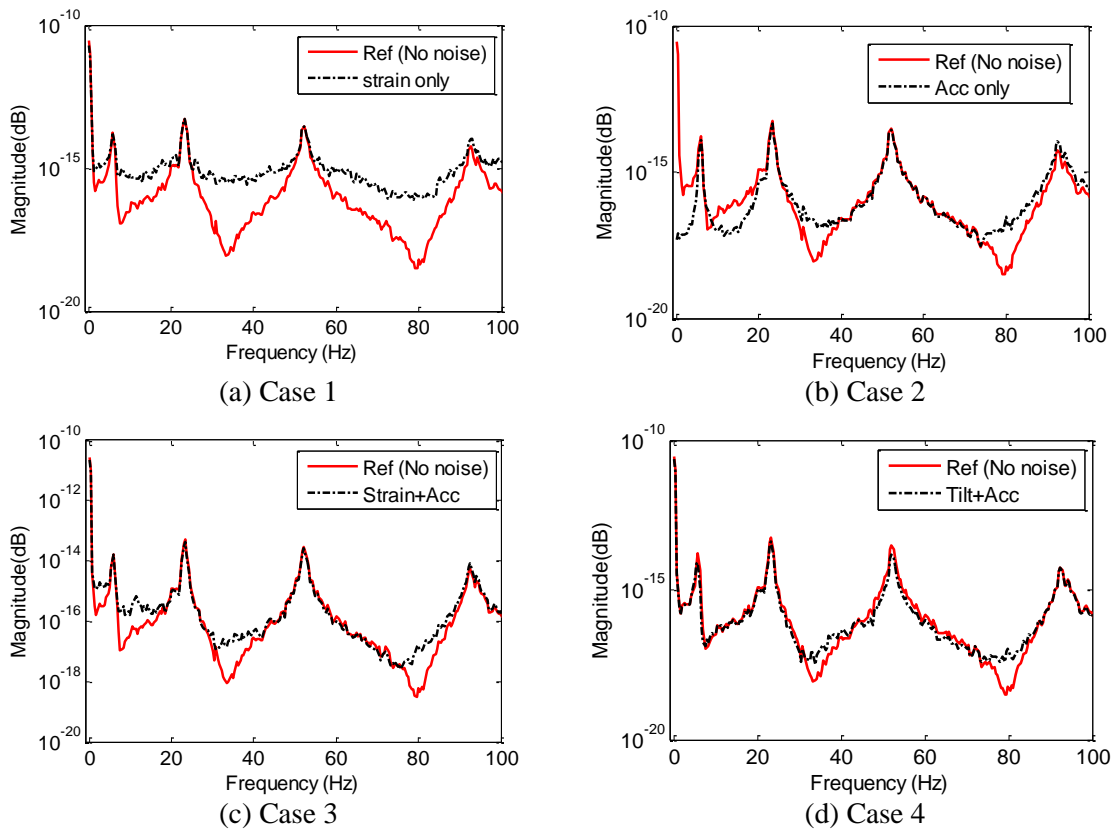 10^-10
Ref (No noise)
strain only
Magnitude(dB)
10^-15
10^-20
0 20 40 60 80 100
Frequency (Hz)
(a) Case 1
10^-10
Ref (No noise)
Acc only
Magnitude(dB)
10^-15
10^-20
0 20 40 60 80 100
Frequency (Hz)
(b) Case 2
10^-10
Ref (No noise)
Strain+Acc
10^-12
Magnitude(dB)
10^-14
10^-16
10^-18
10^-20
0 20 40 60 80 100
Frequency (Hz)
(c) Case 3
10^-10
Ref (No noise)
Tilt+Acc
Magnitude(dB)
10^-15
10^-20
0 20 40 60 80 100
Frequency (Hz)
(d) Case 4